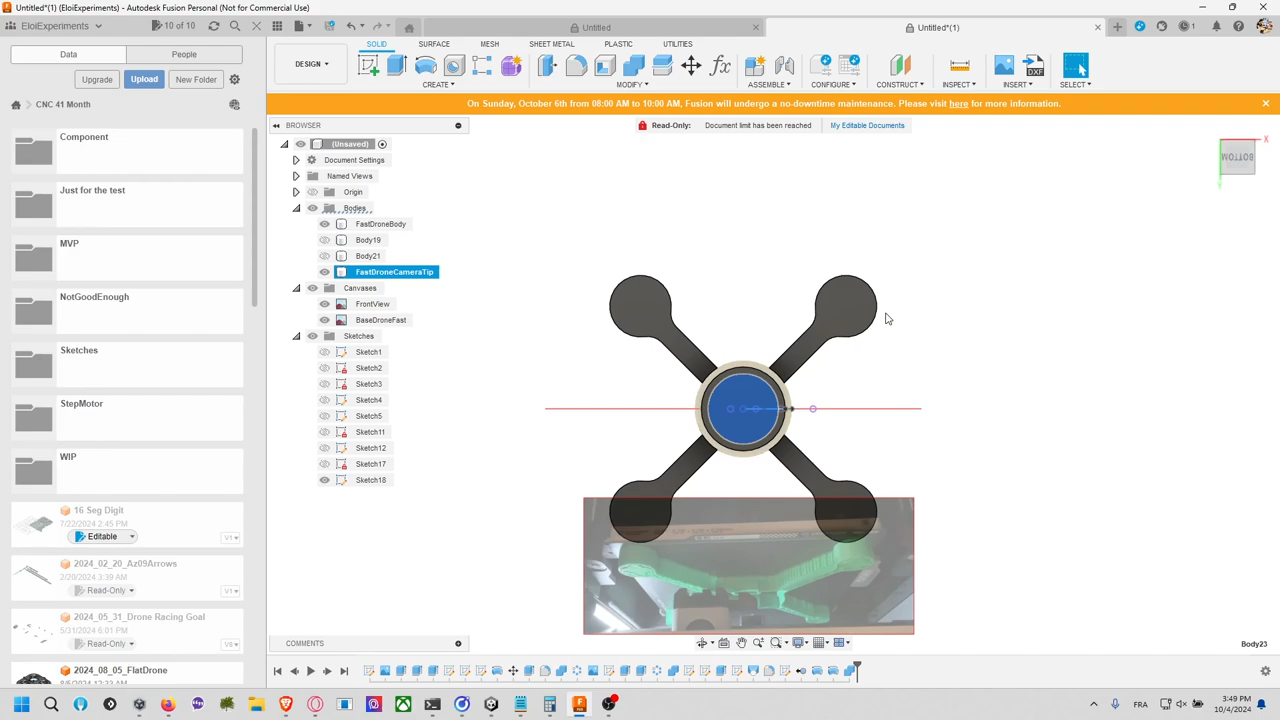 Untitled*(1) (EloiExperiments) - Autodesk Fusion Personal (Not for Commercial Use)
EloiExperiments 10 of 10 Untitled Untitled*(1) 1
Data People
Upgrade Upload New Folder
CNC 41 Month
Component
Just for the test
MVP
NotGoodEnough
Sketches
StepMotor
WIP
16 Seg Digit
7/22/2024 2:45 PM
Editable V1
2024_02_20_Az09Arrows
2/20/2024 3:39 AM
Read-Only V1
2024_05_31_Drone Racing Goal
5/31/2024 6:01 PM
Read-Only V1
2024_08_05_FlatDrone
SOLID SURFACE MESH SHEET METAL PLASTIC UTILITIES
DESIGN
CREATE MODIFY ASSEMBLE CONFIGURE CONSTRUCT INSPECT INSERT SELECT
fx
DXF
On Sunday, October 6th from 08:00 AM to 10:00 AM, Fusion will undergo a no-downtime maintenance. Please visit here for more information.
BROWSER
Read-Only: Document limit has been reached My Editable Documents
(Unsaved)
Document Settings
Named Views
Origin
Bodies
FastDroneBody
Body19
Body21
FastDroneCameraTip
Canvases
FrontView
BaseDroneFast
Sketches
Sketch1
Sketch2
Sketch3
Sketch4
Sketch5
Sketch11
Sketch12
Sketch17
Sketch18
X
BOTTOM
Y
COMMENTS
Body23
FRA
3:49 PM
10/4/2024